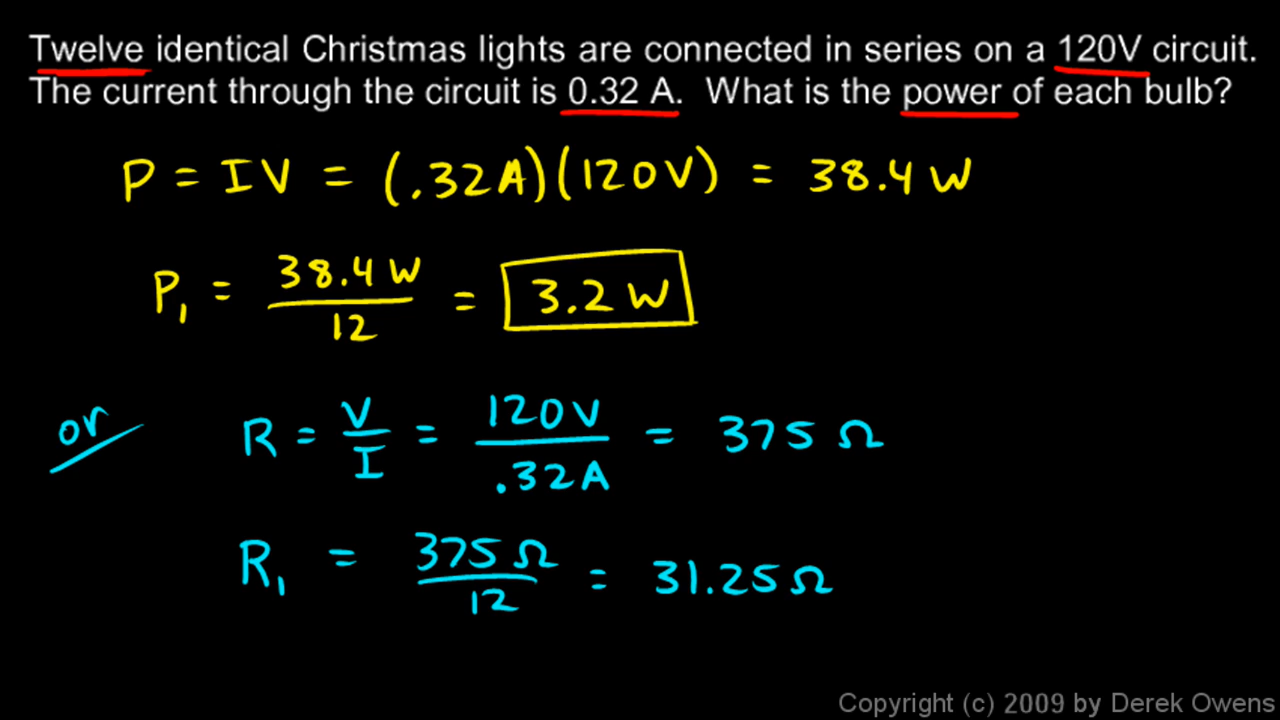 Twelve identical Christmas lights are connected in series on a 120V circuit.
The current through the circuit is 0.32 A. What is the power of each bulb?
P = IV = (.32A)(120V) = 38.4 W
P₁ = 38.4 W / 12 = 3.2 W
or R = V / I = 120V / .32A = 375 Ω
R₁ = 375 Ω / 12 = 31.25 Ω
Copyright (c) 2009 by Derek Owens